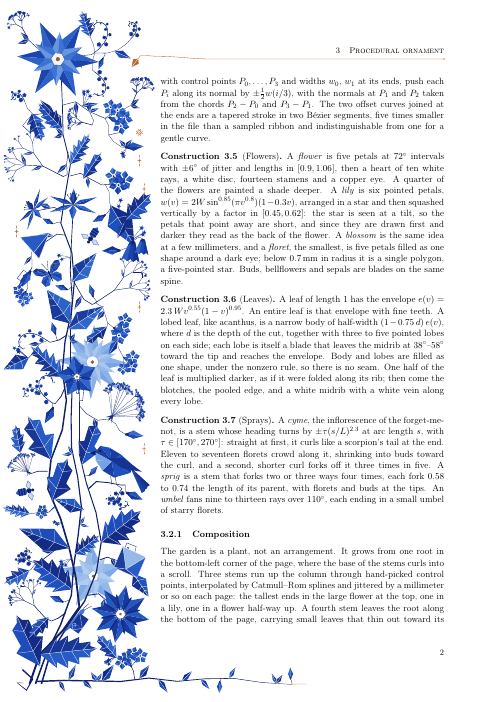 3 Procedural ornament
with control points P₀, . . . , P₃ and widths w₀, w₁ at its ends, push each
Pᵢ along its normal by ±½w(i/3), with the normals at P₁ and P₂ taken
from the chords P₂ − P₀ and P₃ − P₁. The two offset curves joined at
the ends are a tapered stroke in two Bézier segments, five times smaller
in the file than a sampled ribbon and indistinguishable from one for a
gentle curve.
Construction 3.5 (Flowers). A flower is five petals at 72° intervals
with ±6° of jitter and lengths in [0.9, 1.06], then a heart of ten white
rays, a white disc, fourteen stamens and a copper eye. A quarter of
the flowers are painted a shade deeper. A lily is six pointed petals,
w(v) = 2W sin^0.85(πv^0.8)(1−0.3v), arranged in a star and then squashed
vertically by a factor in [0.45, 0.62]: the star is seen at a tilt, so the
petals that point away are short, and since they are drawn first and
darker they read as the back of the flower. A blossom is the same idea
at a few millimeters, and a floret, the smallest, is five petals filled as one
shape around a dark eye; below 0.7 mm in radius it is a single polygon,
a five-pointed star. Buds, bellflowers and sepals are blades on the same
spine.
Construction 3.6 (Leaves). A leaf of length 1 has the envelope e(v) =
2.3 Wv^0.55(1 − v)^0.95. An entire leaf is that envelope with fine teeth. A
lobed leaf, like acanthus, is a narrow body of half-width (1−0.75 d) e(v),
where d is the depth of the cut, together with three to five pointed lobes
on each side; each lobe is itself a blade that leaves the midrib at 38°–58°
toward the tip and reaches the envelope. Body and lobes are filled as
one shape, under the nonzero rule, so there is no seam. One half of the
leaf is multiplied darker, as if it were folded along its rib; then come the
blotches, the pooled edge, and a white midrib with a white vein along
every lobe.
Construction 3.7 (Sprays). A cyme, the inflorescence of the forget-me-
not, is a stem whose heading turns by ±τ(s/L)^2.3 at arc length s, with
τ ∈ [170°, 270°]: straight at first, it curls like a scorpion's tail at the end.
Eleven to seventeen florets crowd along it, shrinking into buds toward
the curl, and a second, shorter curl forks off it three times in five. A
sprig is a stem that forks two or three ways four times, each fork 0.58
to 0.74 the length of its parent, with florets and buds at the tips. An
umbel fans nine to thirteen rays over 110°, each ending in a small umbel
of starry florets.
3.2.1 Composition
The garden is a plant, not an arrangement. It grows from one root in
the bottom-left corner of the page, where the base of the stems curls into
a scroll. Three stems run up the column through hand-picked control
points, interpolated by Catmull–Rom splines and jittered by a millimeter
or so on each page: the tallest ends in the large flower at the top, one in
a lily, one in a flower half-way up. A fourth stem leaves the root along
the bottom of the page, carrying small leaves that thin out toward its
2